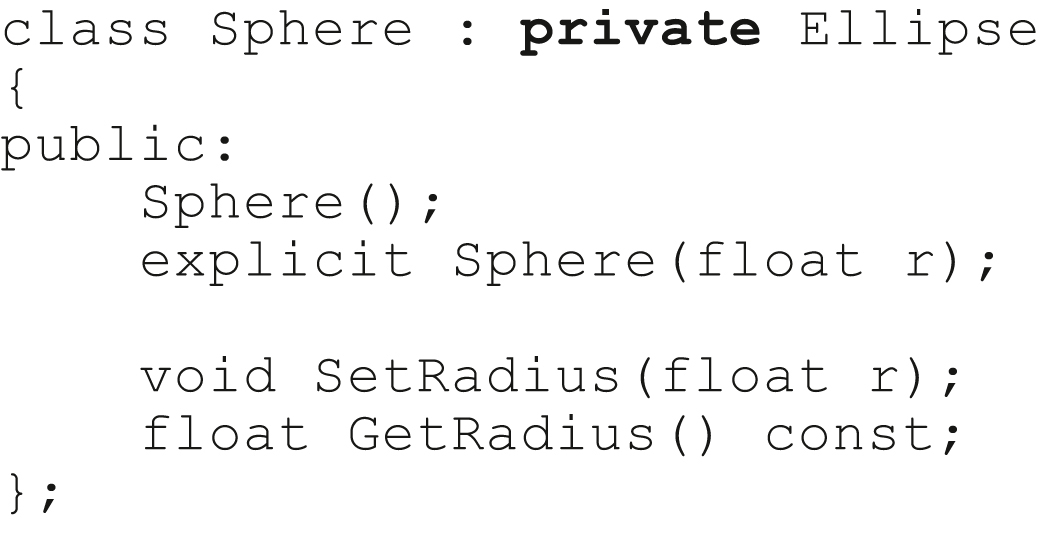 class Sphere : private Ellipse
{
public:
    Sphere();
    explicit Sphere(float r);

    void SetRadius(float r);
    float GetRadius() const;
};